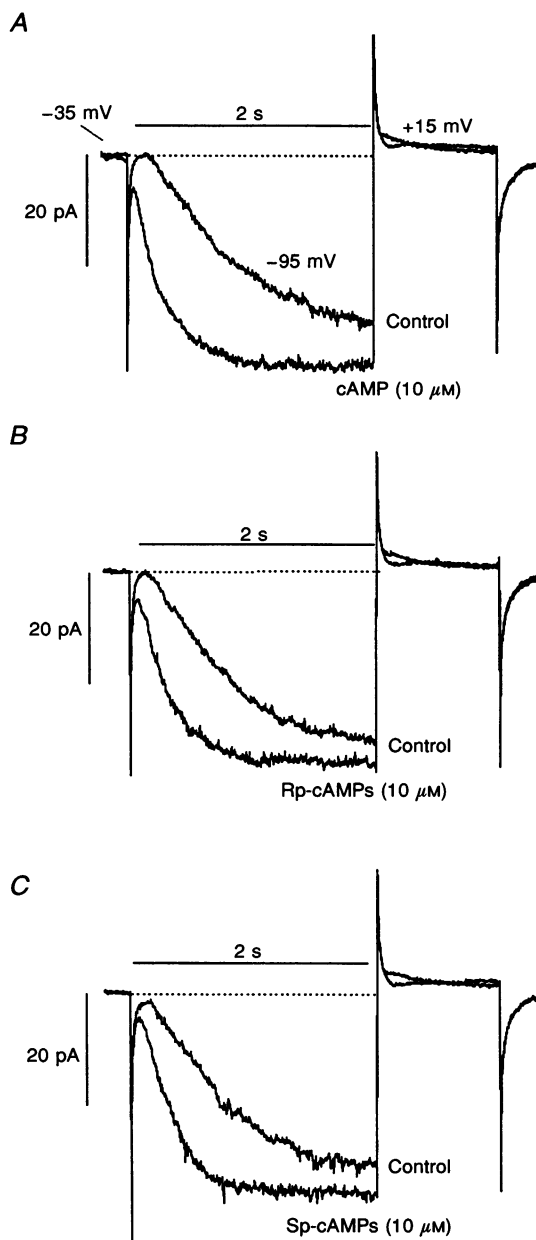 A
−35 mV
2 s
+15 mV
20 pA
−95 mV
Control
cAMP (10 μM)
B
2 s
20 pA
Control
Rp-cAMPs (10 μM)
C
2 s
20 pA
Control
Sp-cAMPs (10 μM)